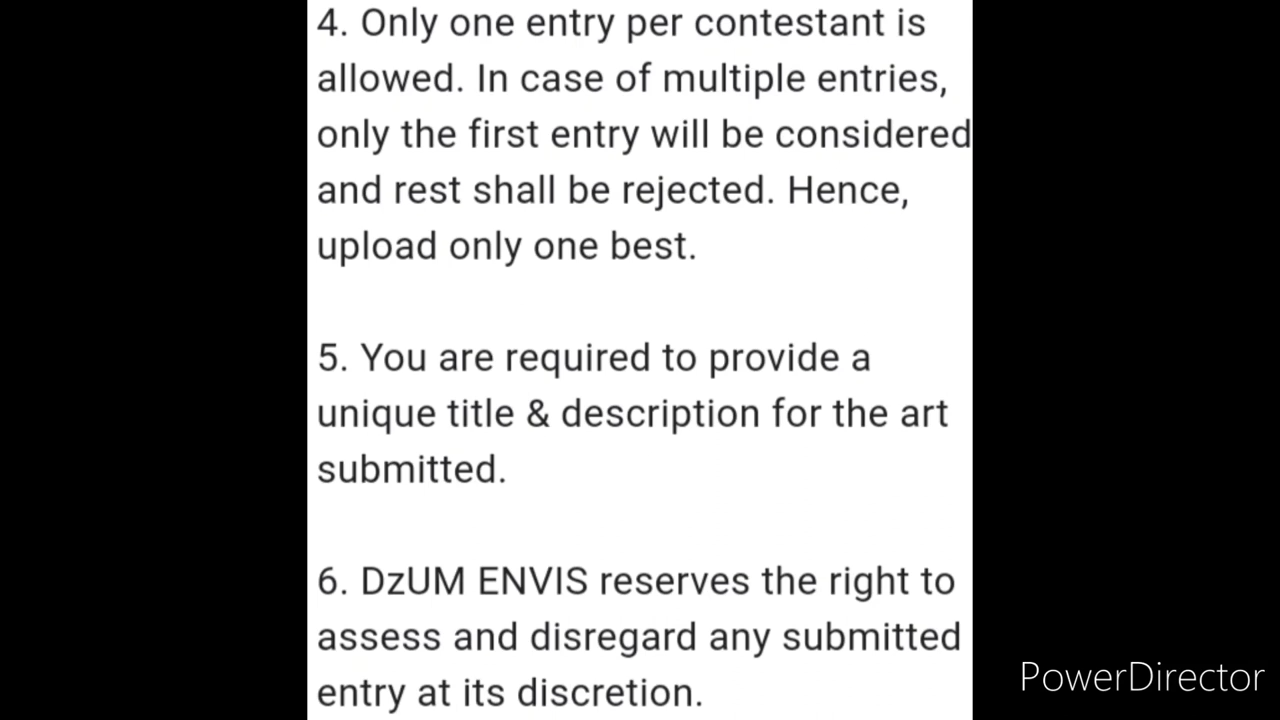 4. Only one entry per contestant is
allowed. In case of multiple entries,
only the first entry will be considered
and rest shall be rejected. Hence,
upload only one best.
5. You are required to provide a
unique title & description for the art
submitted.
6. DzUM ENVIS reserves the right to
assess and disregard any submitted
entry at its discretion.
PowerDirector